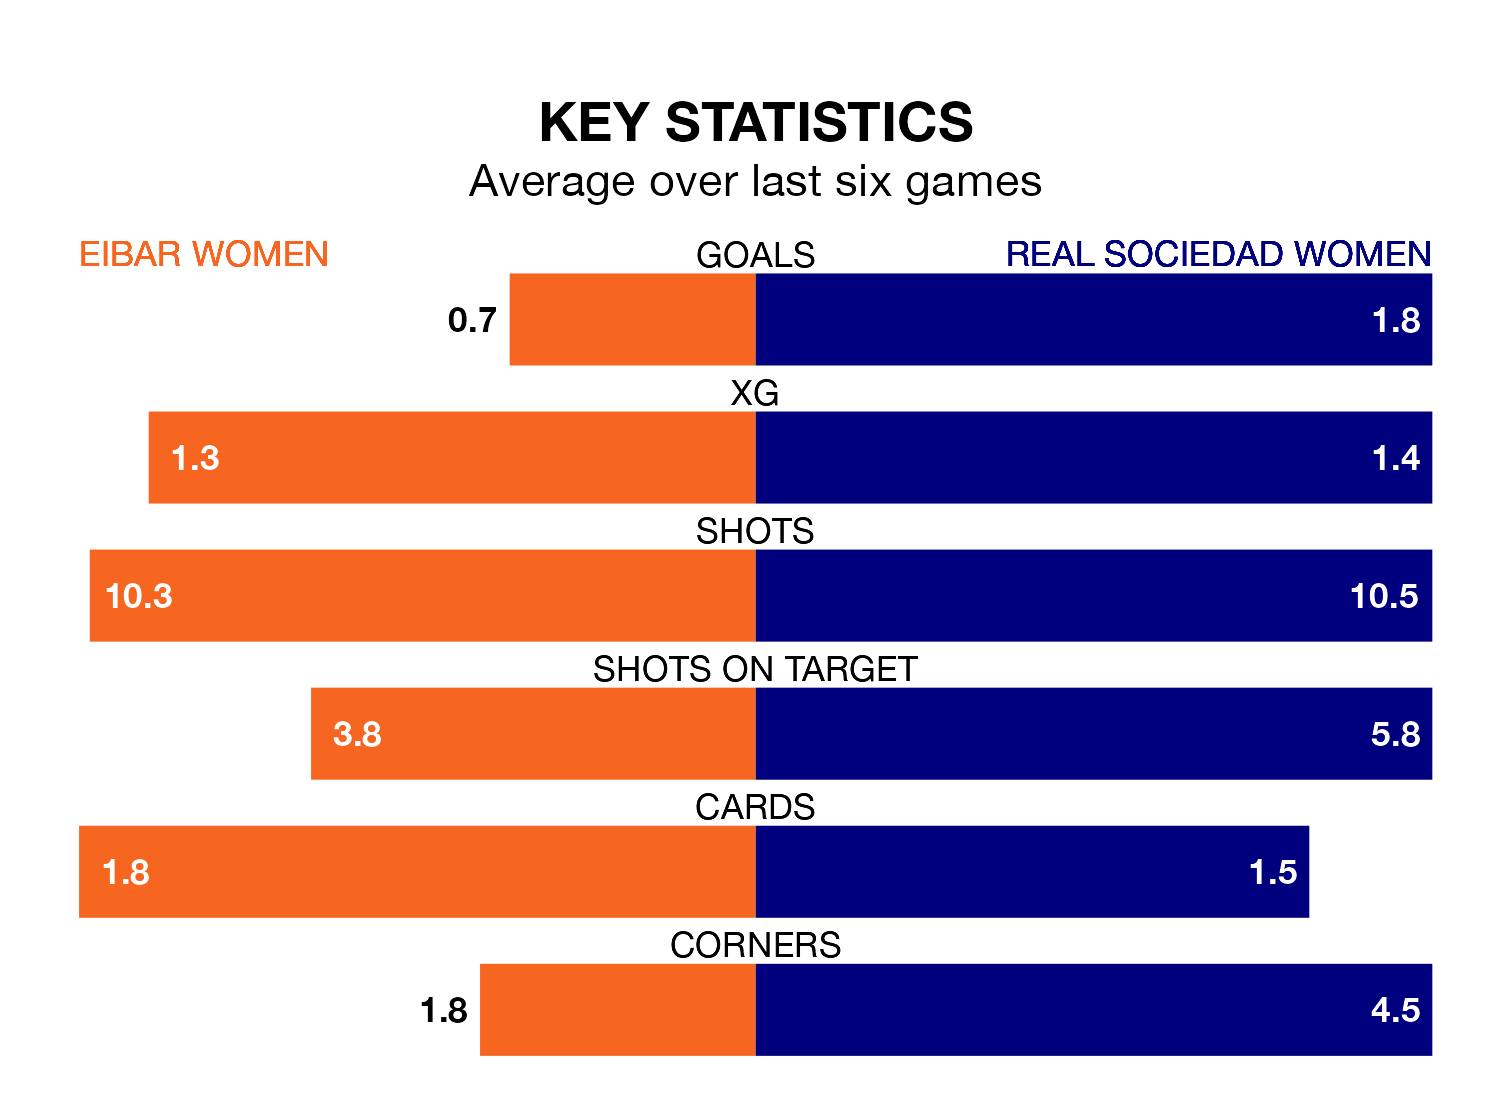 KEY STATISTICS
Average over last six games
EIBAR WOMEN GOALS REAL SOCIEDAD WOMEN
0.7 1.8
XG
1.3 1.4
SHOTS
10.3 10.5
SHOTS ON TARGET
3.8 5.8
CARDS
1.8 1.5
CORNERS
1.8 4.5